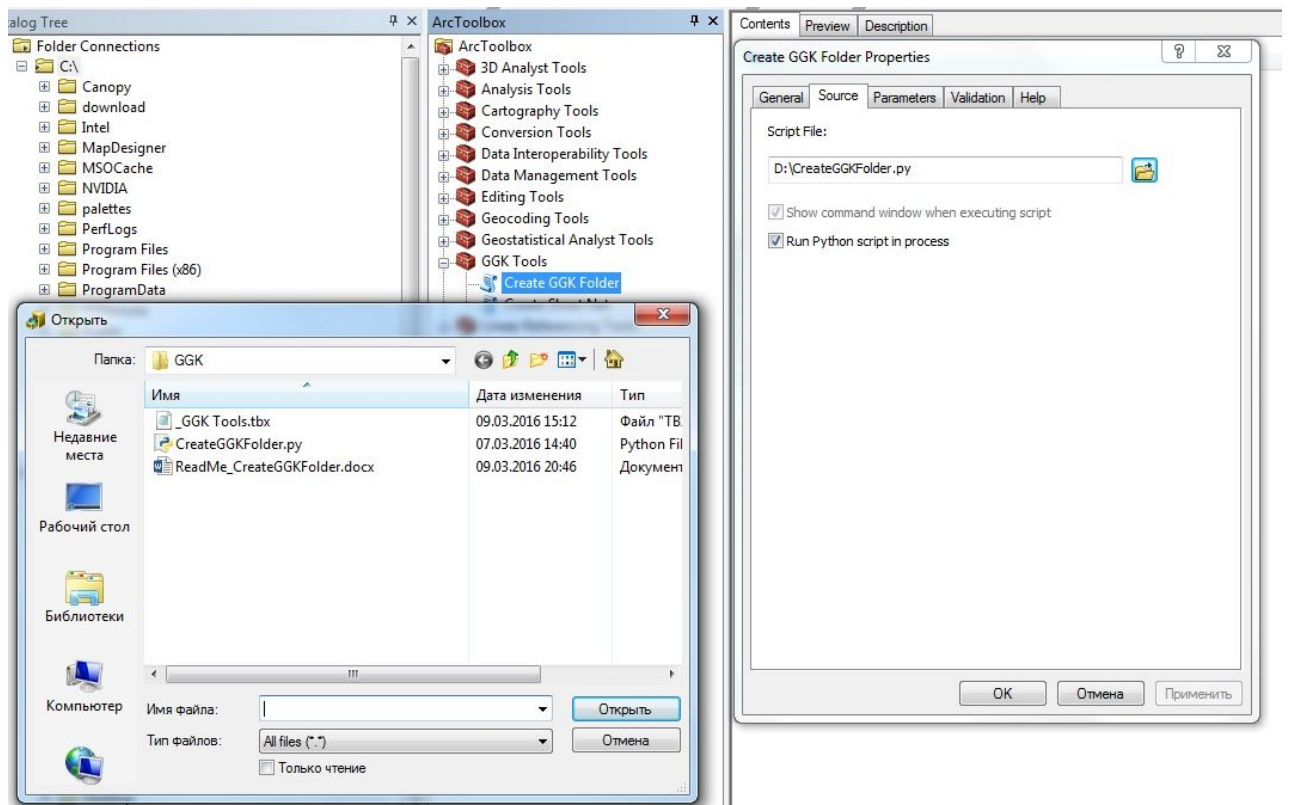 alog Tree
Folder Connections
C:\
Canopy
download
Intel
MapDesigner
MSOCache
NVIDIA
palettes
PerfLogs
Program Files
Program Files (x86)
ProgramData
ArcToolbox
ArcToolbox
3D Analyst Tools
Analysis Tools
Cartography Tools
Conversion Tools
Data Interoperability Tools
Data Management Tools
Editing Tools
Geocoding Tools
Geostatistical Analyst Tools
GGK Tools
Create GGK Folder
Contents Preview Description
Create GGK Folder Properties
General Source Parameters Validation Help
Script File:
D:\CreateGGKFolder.py
Show command window when executing script
Run Python script in process
OK Отмена Применить
Открыть
Папка: GGK
Имя Дата изменения Тип
_GGK Tools.tbx 09.03.2016 15:12 Файл "TB
CreateGGKFolder.py 07.03.2016 14:40 Python Fil
ReadMe_CreateGGKFolder.docx 09.03.2016 20:46 Документ
Недавние
места
Рабочий стол
Библиотеки
Компьютер
Имя файла: Открыть
Тип файлов: All files (*.*) Отмена
Только чтение